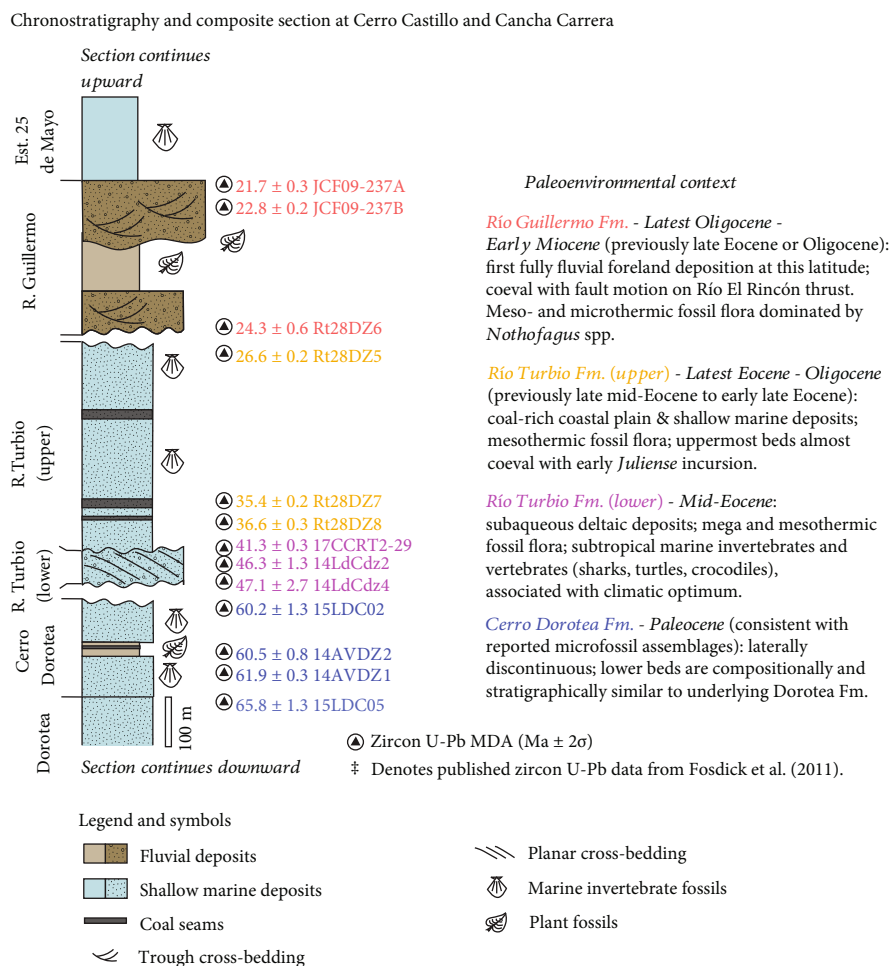 Chronostratigraphy and composite section at Cerro Castillo and Cancha Carrera
Section continues
upward
Est. 25
de Mayo
R. Guillermo
R.Turbio
(upper)
R. Turbio
(lower)
Cerro
Dorotea
Dorotea
21.7 ± 0.3 JCF09-237A
22.8 ± 0.2 JCF09-237B
24.3 ± 0.6 Rt28DZ6
26.6 ± 0.2 Rt28DZ5
35.4 ± 0.2 Rt28DZ7
36.6 ± 0.3 Rt28DZ8
41.3 ± 0.3 17CCRT2-29
46.3 ± 1.3 14LdCdz2
47.1 ± 2.7 14LdCdz4
60.2 ± 1.3 15LDC02
60.5 ± 0.8 14AVDZ2
61.9 ± 0.3 14AVDZ1
65.8 ± 1.3 15LDC05
100 m
Section continues downward
Paleoenvironmental context
Río Guillermo Fm. - Latest Oligocene -
Early Miocene (previously late Eocene or Oligocene):
first fully fluvial foreland deposition at this latitude;
coeval with fault motion on Río El Rincón thrust.
Meso- and microthermic fossil flora dominated by
Nothofagus spp.
Río Turbio Fm. (upper) - Latest Eocene - Oligocene
(previously late mid-Eocene to early late Eocene):
coal-rich coastal plain & shallow marine deposits;
mesothermic fossil flora; uppermost beds almost
coeval with early Juliense incursion.
Río Turbio Fm. (lower) - Mid-Eocene:
subaqueous deltaic deposits; mega and mesothermic
fossil flora; subtropical marine invertebrates and
vertebrates (sharks, turtles, crocodiles),
associated with climatic optimum.
Cerro Dorotea Fm. - Paleocene (consistent with
reported microfossil assemblages): laterally
discontinuous; lower beds are compositionally and
stratigraphically similar to underlying Dorotea Fm.
Zircon U-Pb MDA (Ma ± 2σ)
‡ Denotes published zircon U-Pb data from Fosdick et al. (2011).
Legend and symbols
Fluvial deposits
Shallow marine deposits
Coal seams
Trough cross-bedding
Planar cross-bedding
Marine invertebrate fossils
Plant fossils